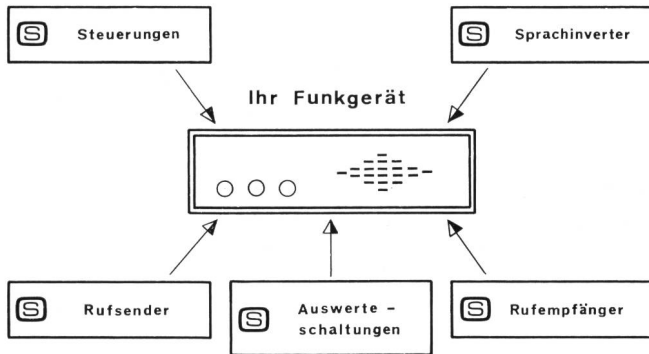 S Steuerungen
S Sprachinverter
Ihr Funkgerät
S Rufsender
S Auswerte –
schaltungen
S Rufempfänger